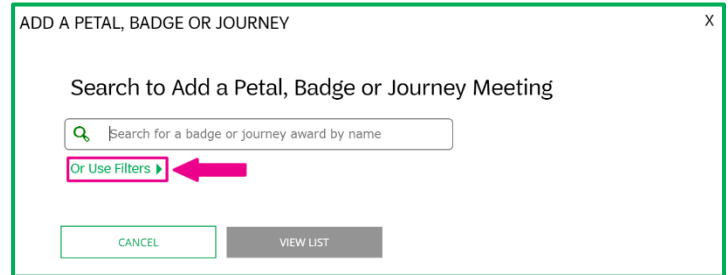 ADD A PETAL, BADGE OR JOURNEY X
Search to Add a Petal, Badge or Journey Meeting
Search for a badge or journey award by name
Or Use Filters
CANCEL VIEW LIST